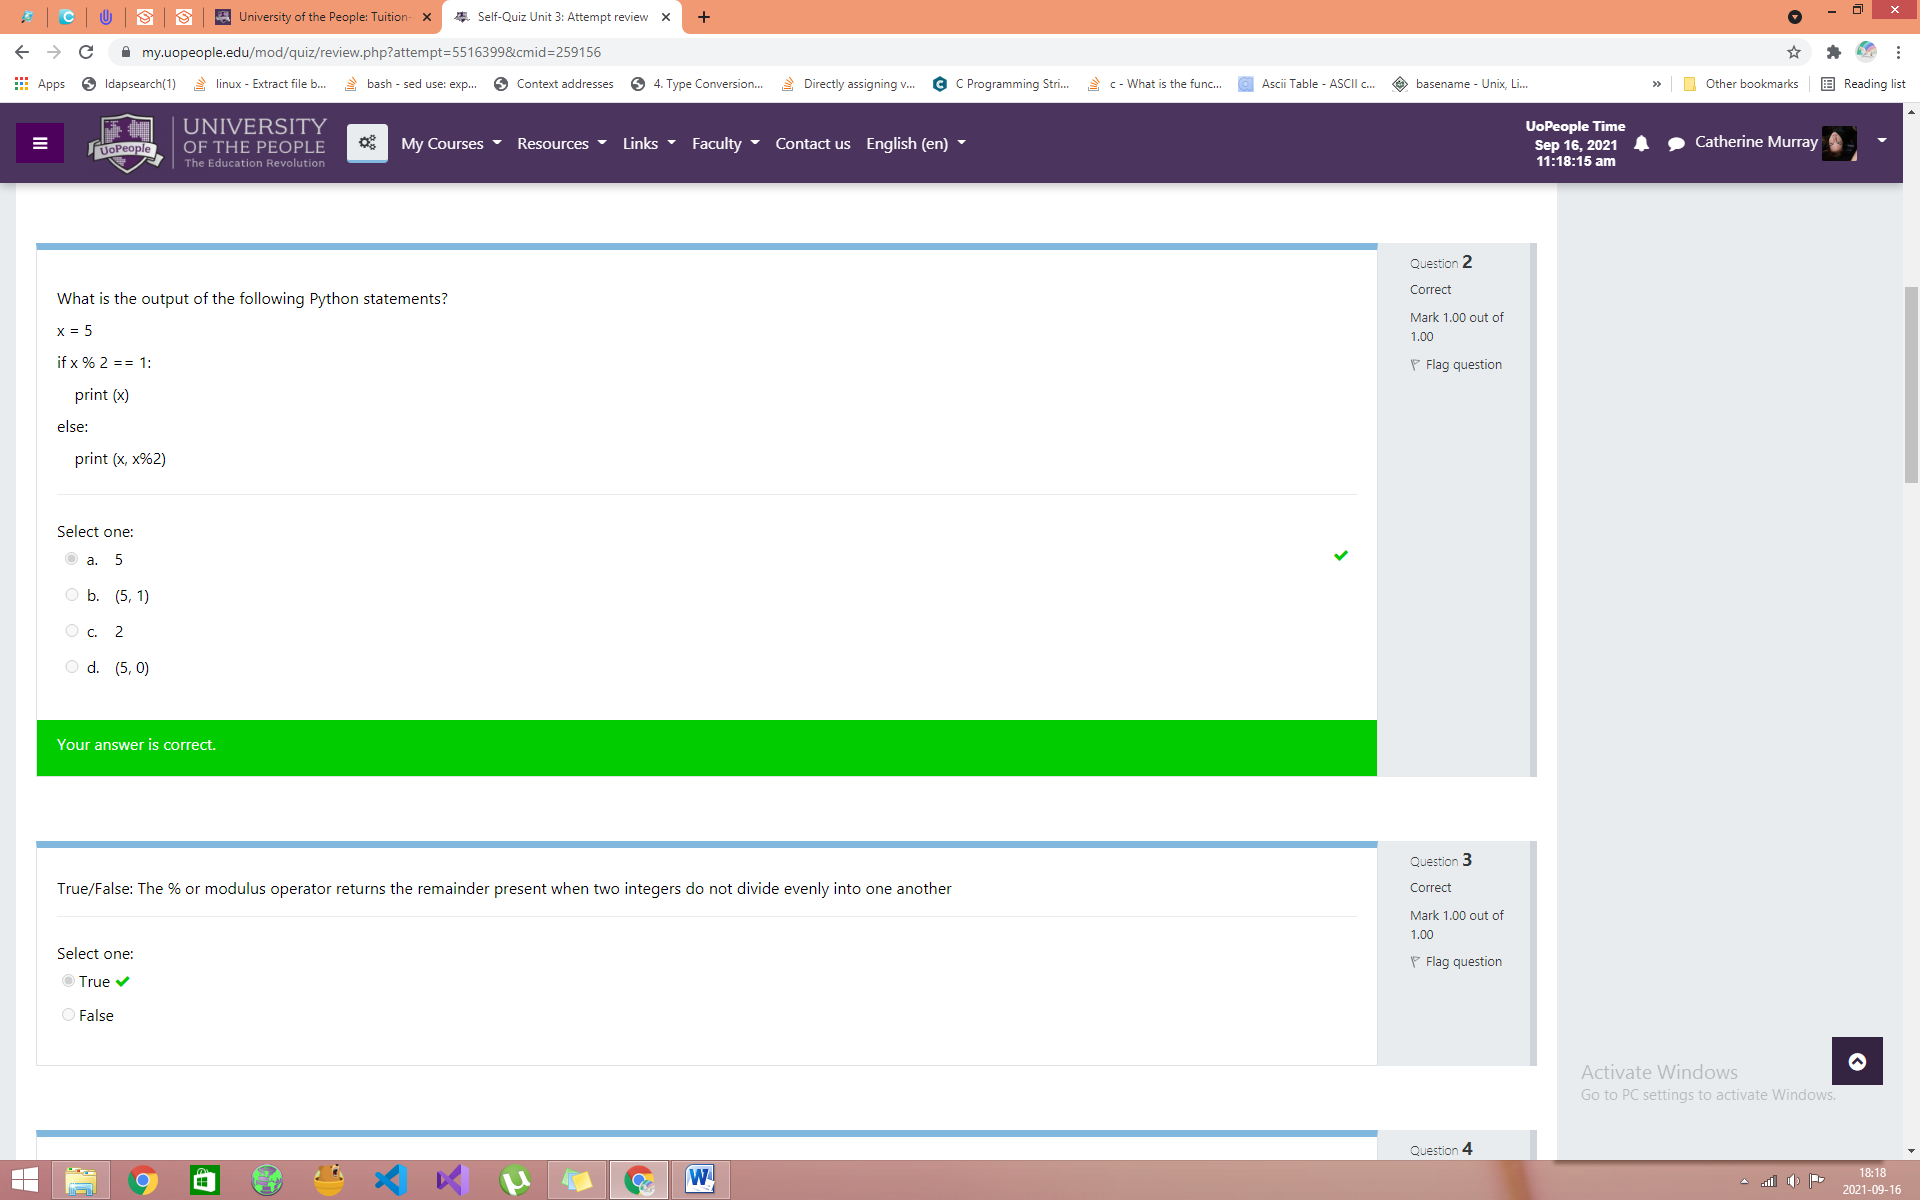 University of the People: Tuition-
Self-Quiz Unit 3: Attempt review
my.uopeople.edu/mod/quiz/review.php?attempt=5516399&cmid=259156
Apps
ldapsearch(1)
linux - Extract file b...
bash - sed use: exp...
Context addresses
4. Type Conversion...
Directly assigning v...
C Programming Stri...
c - What is the func...
Ascii Table - ASCII c...
basename - Unix, Li...
»
Other bookmarks
Reading list
UoPeople
UNIVERSITY
OF THE PEOPLE
The Education Revolution
My Courses
Resources
Links
Faculty
Contact us
English (en)
UoPeople Time
Sep 16, 2021
11:18:15 am
Catherine Murray
What is the output of the following Python statements?
x = 5
if x % 2 == 1:
print (x)
else:
print (x, x%2)
Select one:
a. 5
b. (5, 1)
c. 2
d. (5, 0)
Your answer is correct.
Question 2
Correct
Mark 1.00 out of
1.00
Flag question
True/False: The % or modulus operator returns the remainder present when two integers do not divide evenly into one another
Select one:
True
False
Question 3
Correct
Mark 1.00 out of
1.00
Flag question
Activate Windows
Go to PC settings to activate Windows.
Question 4
18:18
2021-09-16